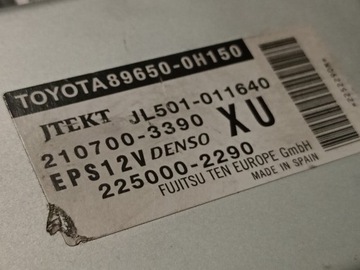 TOYOTA 89650-0H150
JTEKT JL501-011640
210700-3390 XU
EPS12V DENSO
225000-2290
FUJITSU TEN EUROPE GmbH
MADE IN SPAIN